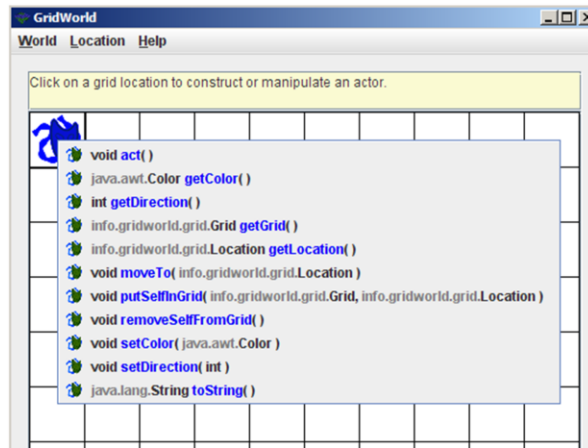 GridWorld
World Location Help
Click on a grid location to construct or manipulate an actor.
void act( )
java.awt.Color getColor( )
int getDirection( )
info.gridworld.grid.Grid getGrid( )
info.gridworld.grid.Location getLocation( )
void moveTo( info.gridworld.grid.Location )
void putSelfInGrid( info.gridworld.grid.Grid, info.gridworld.grid.Location )
void removeSelfFromGrid( )
void setColor( java.awt.Color )
void setDirection( int )
java.lang.String toString( )